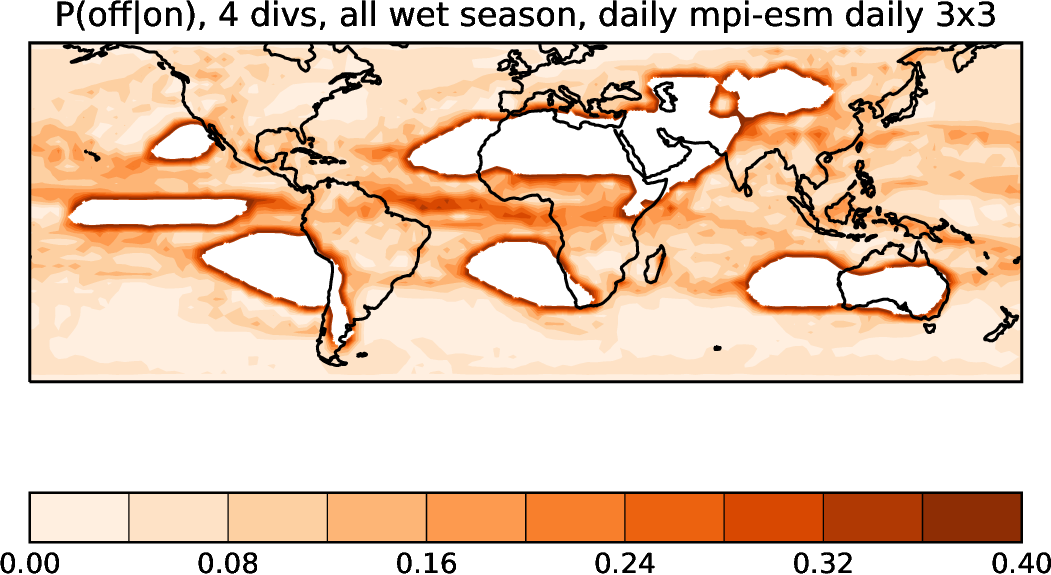 P(off|on), 4 divs, all wet season, daily mpi-esm daily 3x3
0.00 0.08 0.16 0.24 0.32 0.40